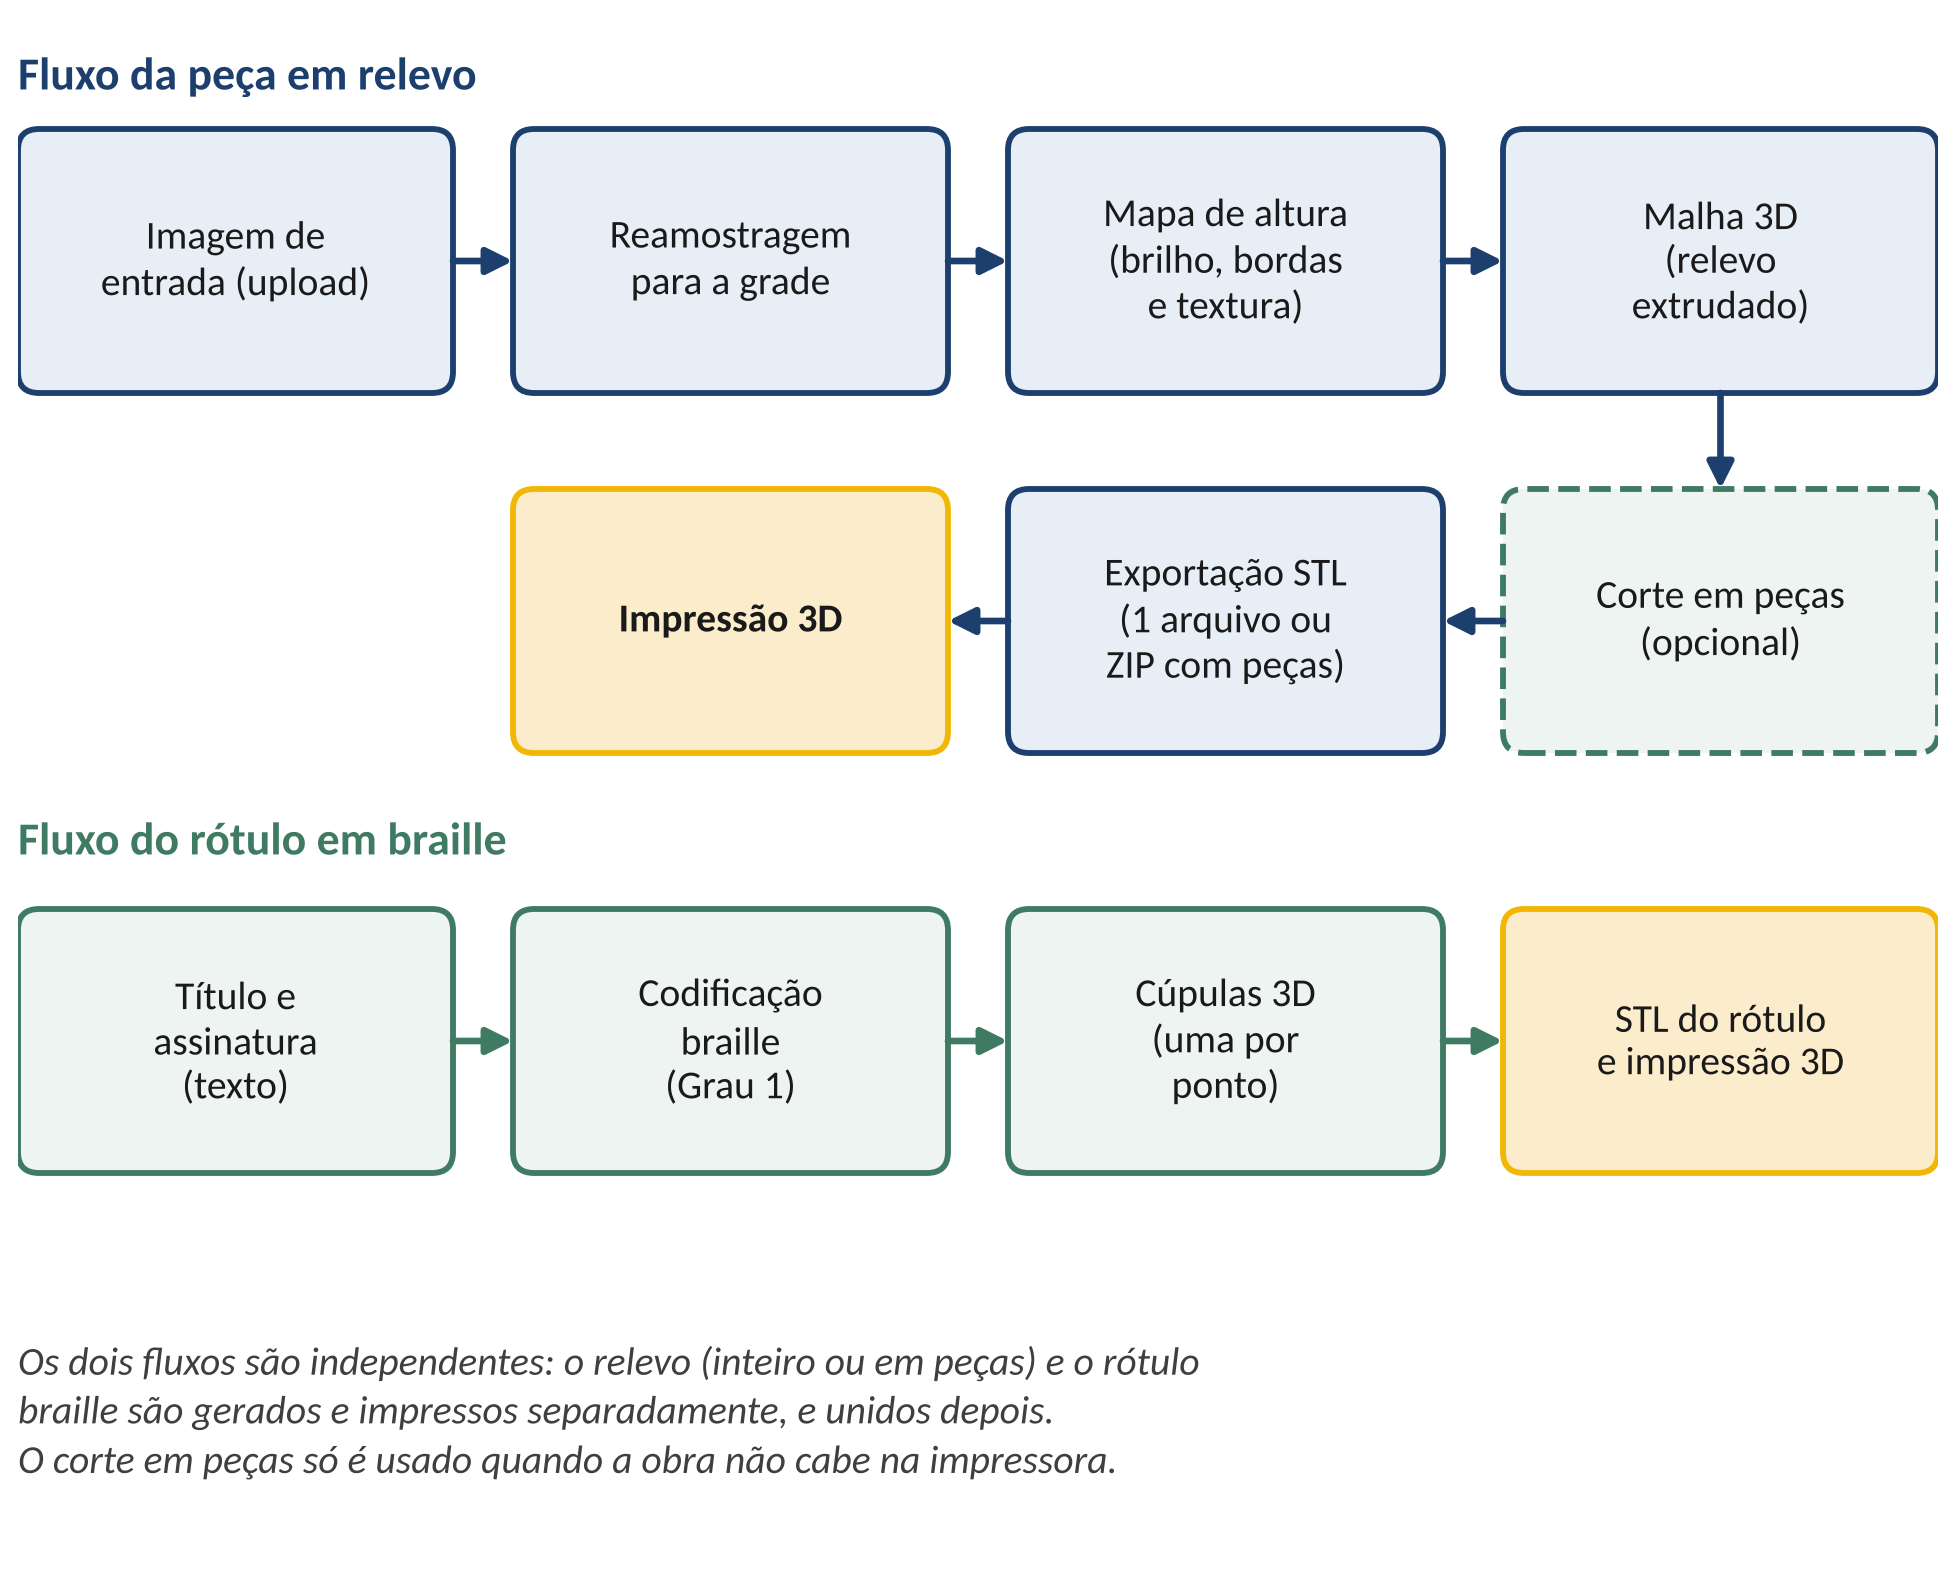 Fluxo da peça em relevo
Imagem de
entrada (upload)
Reamostragem
para a grade
Mapa de altura
(brilho, bordas
e textura)
Malha 3D
(relevo
extrudado)
Impressão 3D
Exportação STL
(1 arquivo ou
ZIP com peças)
Corte em peças
(opcional)
Fluxo do rótulo em braille
Título e
assinatura
(texto)
Codificação
braille
(Grau 1)
Cúpulas 3D
(uma por
ponto)
STL do rótulo
e impressão 3D
Os dois fluxos são independentes: o relevo (inteiro ou em peças) e o rótulo
braille são gerados e impressos separadamente, e unidos depois.
O corte em peças só é usado quando a obra não cabe na impressora.